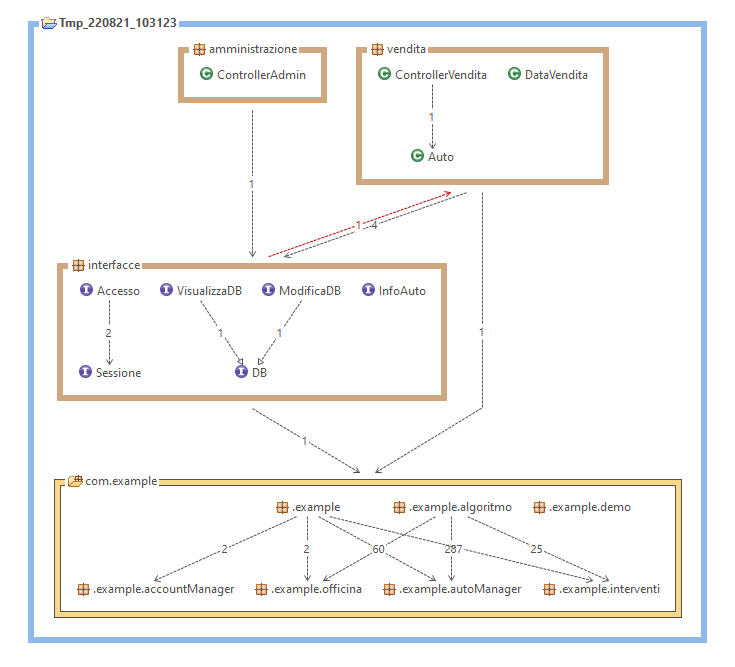 Tmp_220821_103123
amministrazione
vendita
ControllerAdmin
ControllerVendita
DataVendita
1
Auto
1
1 4
interfacce
Accesso
VisualizzaDB
ModificaDB
InfoAuto
2
1
1
1
Sessione
DB
1
com.example
.example
.example.algoritmo
.example.demo
2
2
60
287
25
.example.accountManager
.example.officina
.example.autoManager
.example.interventi